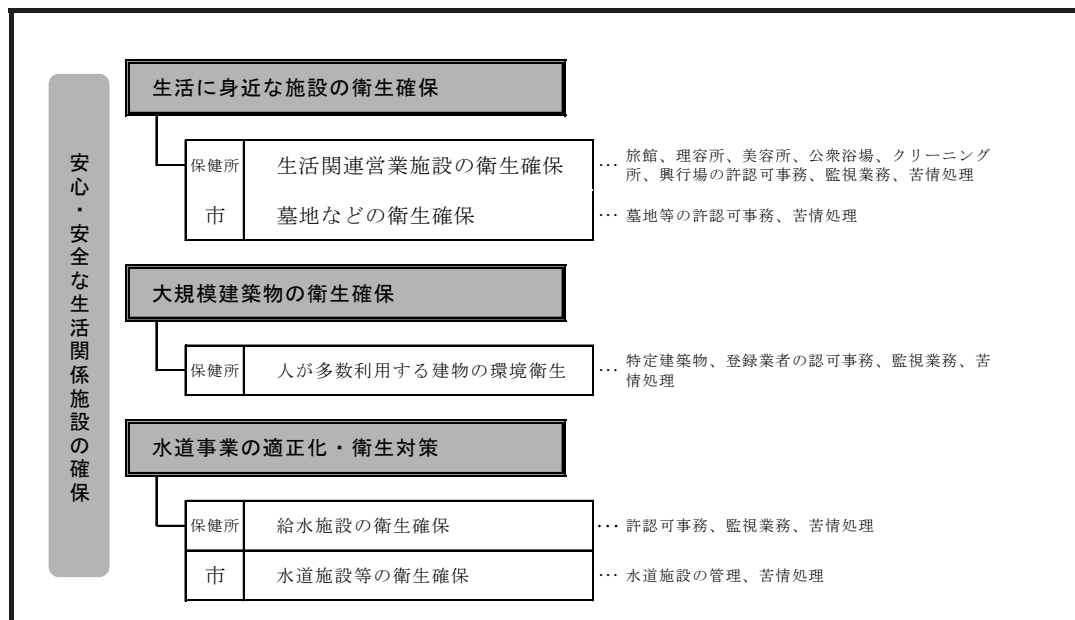 安心・安全な生活関係施設の確保
生活に身近な施設の衛生確保
保健所 生活関連営業施設の衛生確保 … 旅館、理容所、美容所、公衆浴場、クリーニング
所、興行場の許認可事務、監視業務、苦情処理
市 墓地などの衛生確保 … 墓地等の許認可事務、苦情処理
大規模建築物の衛生確保
保健所 人が多数利用する建物の環境衛生 … 特定建築物、登録業者の認可事務、監視業務、苦
情処理
水道事業の適正化・衛生対策
保健所 給水施設の衛生確保 … 許認可事務、監視業務、苦情処理
市 水道施設等の衛生確保 … 水道施設の管理、苦情処理